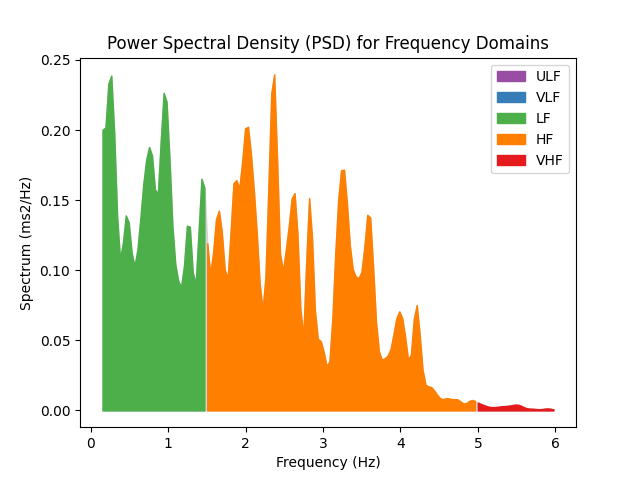 Power Spectral Density (PSD) for Frequency Domains
Spectrum (ms2/Hz)
0.25
0.20
0.15
0.10
0.05
0.00
ULF
VLF
LF
HF
VHF
0 1 2 3 4 5 6
Frequency (Hz)